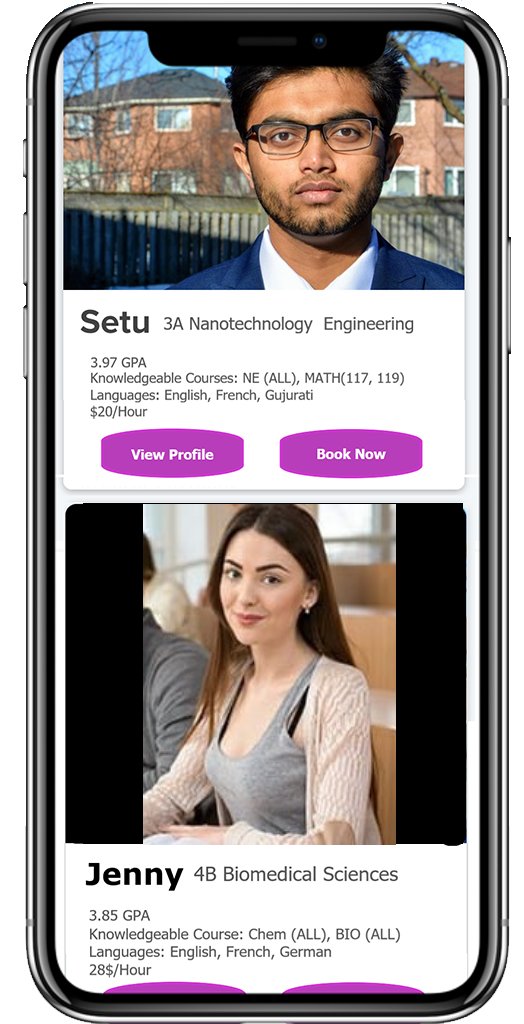 Setu 3A Nanotechnology Engineering
3.97 GPA
Knowledgeable Courses: NE (ALL), MATH(117, 119)
Languages: English, French, Gujurati
$20/Hour
View Profile Book Now
Jenny 4B Biomedical Sciences
3.85 GPA
Knowledgeable Course: Chem (ALL), BIO (ALL)
Languages: English, French, German
28$/Hour